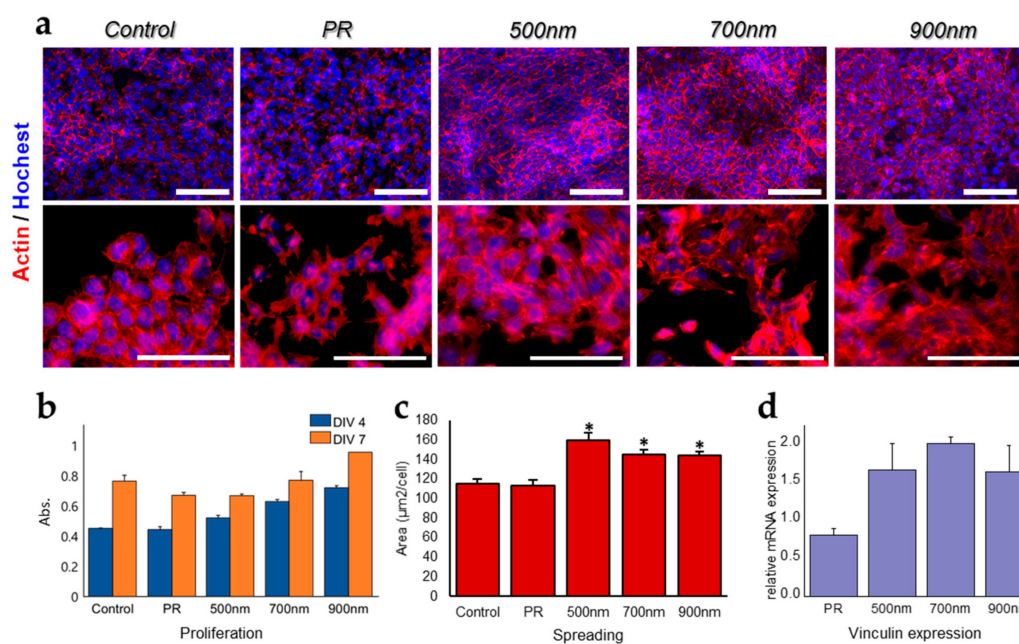 a
Control PR 500nm 700nm 900nm
Actin / Hochest
b
DIV 4
DIV 7
1
0.8
0.6
0.4
0.2
0
Abs.
Control PR 500nm 700nm 900nm
Proliferation
c
180
160
140
120
100
80
60
40
20
0
Area (µm2/cell)
* * *
Control PR 500nm 700nm 900nm
Spreading
d
2.0
1.5
1.0
0.5
0.0
relative mRNA expression
PR 500nm 700nm 900nm
Vinculin expression